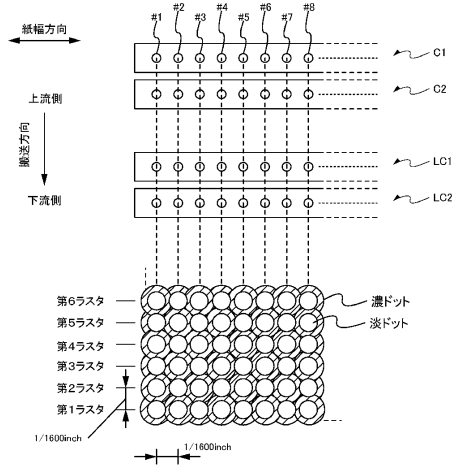 #1 #2 #3 #4 #5 #6 #7 #8
紙幅方向
C1
上流側
C2
搬送方向
LC1
下流側
LC2
第6ラスタ
濃ドット
第5ラスタ
淡ドット
第4ラスタ
第3ラスタ
第2ラスタ
第1ラスタ
1/1600inch
1/1600inch